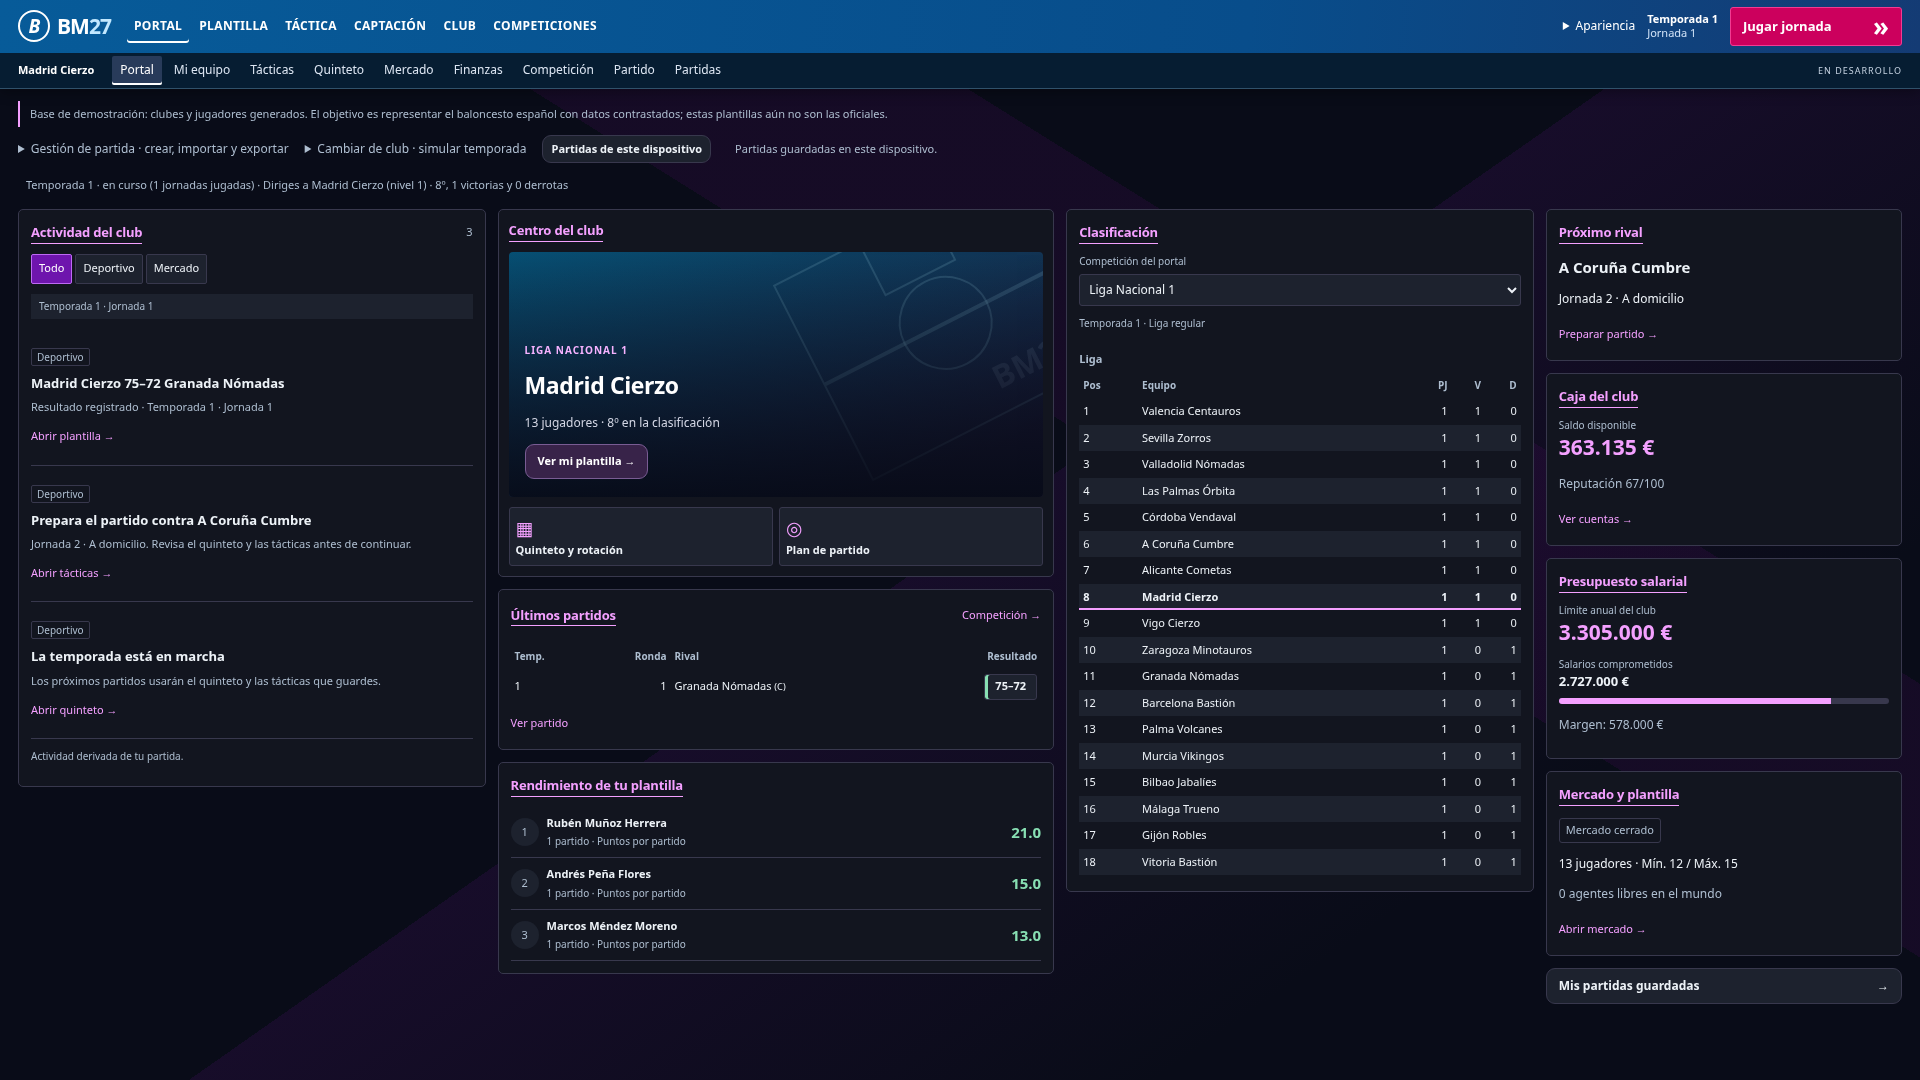 B BM27 PORTAL PLANTILLA TÁCTICA CAPTACIÓN CLUB COMPETICIONES
▶ Apariencia
Temporada 1
Jornada 1
Jugar jornada »
Madrid Cierzo Portal Mi equipo Tácticas Quinteto Mercado Finanzas Competición Partido Partidas
EN DESARROLLO
Base de demostración: clubes y jugadores generados. El objetivo es representar el baloncesto español con datos contrastados; estas plantillas aún no son las oficiales.
▶ Gestión de partida · crear, importar y exportar ▶ Cambiar de club · simular temporada Partidas de este dispositivo Partidas guardadas en este dispositivo.
Temporada 1 · en curso (1 jornadas jugadas) · Diriges a Madrid Cierzo (nivel 1) · 8º, 1 victorias y 0 derrotas
Actividad del club 3
Todo Deportivo Mercado
Temporada 1 · Jornada 1
Deportivo
Madrid Cierzo 75–72 Granada Nómadas
Resultado registrado · Temporada 1 · Jornada 1
Abrir plantilla →
Deportivo
Prepara el partido contra A Coruña Cumbre
Jornada 2 · A domicilio. Revisa el quinteto y las tácticas antes de continuar.
Abrir tácticas →
Deportivo
La temporada está en marcha
Los próximos partidos usarán el quinteto y las tácticas que guardes.
Abrir quinteto →
Actividad derivada de tu partida.
Centro del club
LIGA NACIONAL 1
Madrid Cierzo
13 jugadores · 8º en la clasificación
Ver mi plantilla →
Quinteto y rotación
Plan de partido
Últimos partidos Competición →
Temp. Ronda Rival Resultado
1 1 Granada Nómadas (C) 75–72
Ver partido
Rendimiento de tu plantilla
1 Rubén Muñoz Herrera 21.0
1 partido · Puntos por partido
2 Andrés Peña Flores 15.0
1 partido · Puntos por partido
3 Marcos Méndez Moreno 13.0
1 partido · Puntos por partido
Clasificación
Competición del portal
Liga Nacional 1
Temporada 1 · Liga regular
Liga
Pos Equipo PJ V D
1 Valencia Centauros 1 1 0
2 Sevilla Zorros 1 1 0
3 Valladolid Nómadas 1 1 0
4 Las Palmas Órbita 1 1 0
5 Córdoba Vendaval 1 1 0
6 A Coruña Cumbre 1 1 0
7 Alicante Cometas 1 1 0
8 Madrid Cierzo 1 1 0
9 Vigo Cierzo 1 1 0
10 Zaragoza Minotauros 1 0 1
11 Granada Nómadas 1 0 1
12 Barcelona Bastión 1 0 1
13 Palma Volcanes 1 0 1
14 Murcia Vikingos 1 0 1
15 Bilbao Jabalíes 1 0 1
16 Málaga Trueno 1 0 1
17 Gijón Robles 1 0 1
18 Vitoria Bastión 1 0 1
Próximo rival
A Coruña Cumbre
Jornada 2 · A domicilio
Preparar partido →
Caja del club
Saldo disponible
363.135 €
Reputación 67/100
Ver cuentas →
Presupuesto salarial
Límite anual del club
3.305.000 €
Salarios comprometidos
2.727.000 €
Margen: 578.000 €
Mercado y plantilla
Mercado cerrado
13 jugadores · Mín. 12 / Máx. 15
0 agentes libres en el mundo
Abrir mercado →
Mis partidas guardadas →